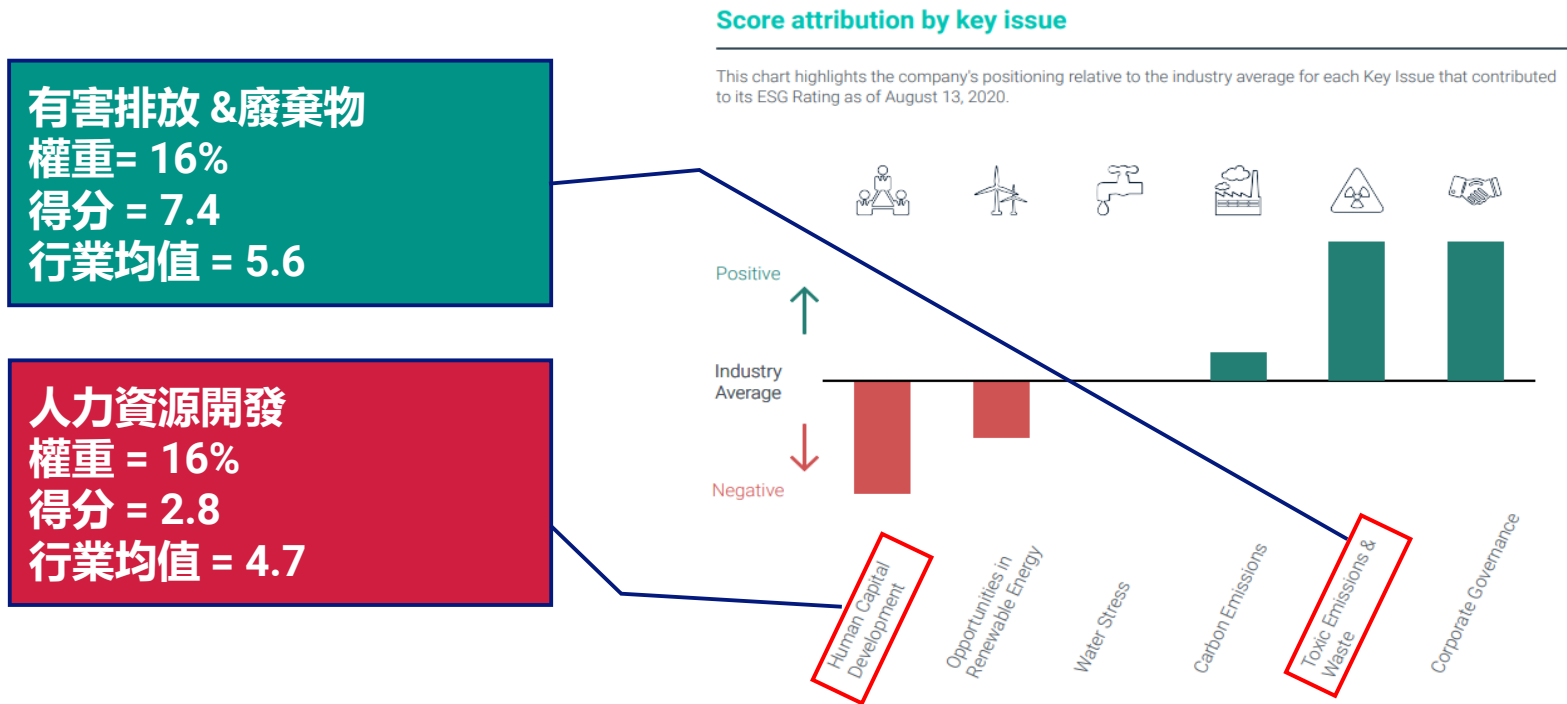 Score attribution by key issue
This chart highlights the company's positioning relative to the industry average for each Key Issue that contributed
to its ESG Rating as of August 13, 2020.
有害排放 &廢棄物
權重= 16%
得分 = 7.4
行業均值 = 5.6
人力資源開發
權重 = 16%
得分 = 2.8
行業均值 = 4.7
Positive
Industry
Average
Negative
Human Capital
Development
Opportunities in
Renewable Energy
Water Stress
Carbon Emissions
Toxic Emissions &
Waste
Corporate Governance